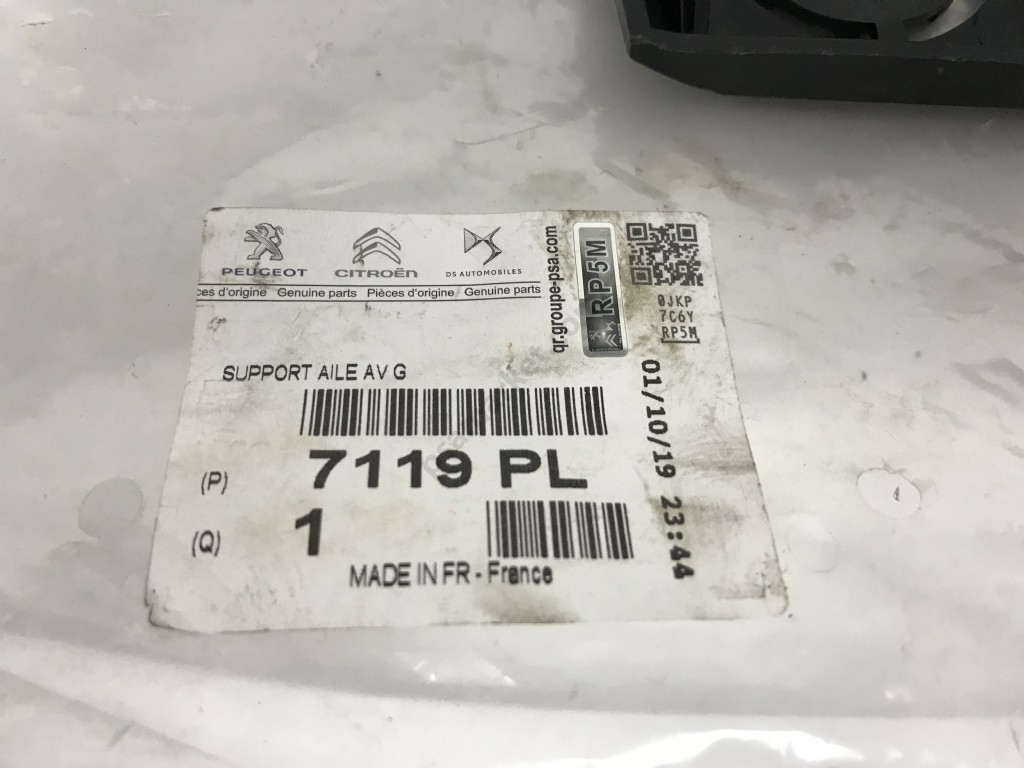 PEUGEOT CITROËN DS AUTOMOBILES
ces d'origine Genuine parts Pièces d'origine Genuine parts
qr.groupe-psa.com
RP5M
0JKP
7C6Y
RP5M
SUPPORT AILE AV G
01/10/19 23:44
(P) 7119 PL
(Q) 1
MADE IN FR - France